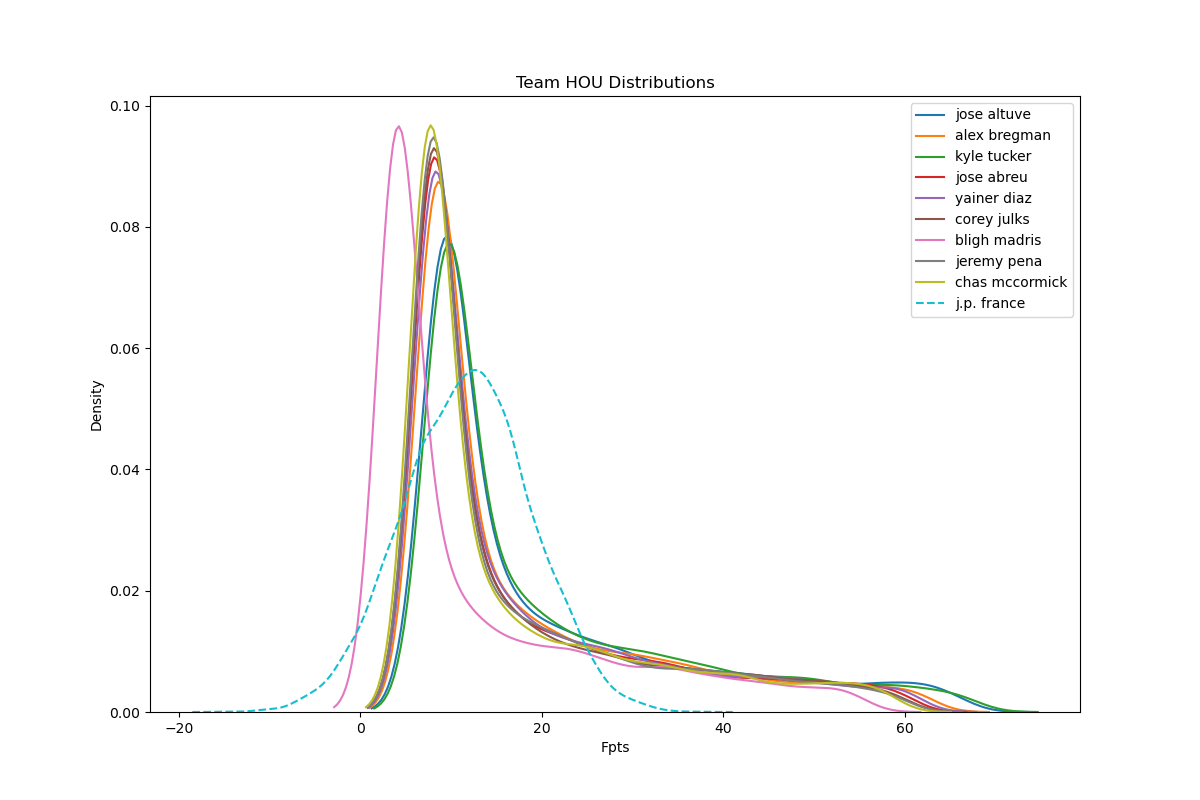 Team HOU Distributions
0.10
0.08
0.06
0.04
0.02
0.00
Density
−20
0
20
40
60
Fpts
jose altuve
alex bregman
kyle tucker
jose abreu
yainer diaz
corey julks
bligh madris
jeremy pena
chas mccormick
j.p. france